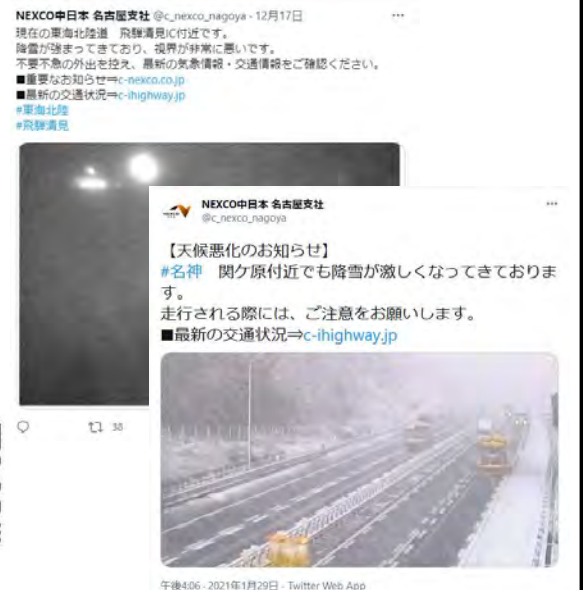 NEXCO中日本 名古屋支社 @c_nexco_nagoya・12月17日
現在の東海北陸道 飛騨清見IC付近です。
降雪が強まってきており、視界が非常に悪いです。
不要不急の外出を控え、最新の気象情報・交通情報をご確認ください。
■重要なお知らせ⇒c-nexco.co.jp
■最新の交通状況⇒c-ihighway.jp
#東海北陸
#飛騨清見
38
NEXCO中日本 名古屋支社
@c_nexco_nagoya
【天候悪化のお知らせ】
#名神 関ケ原付近でも降雪が激しくなってきておりま
す。
走行される際には、ご注意をお願いします。
■最新の交通状況⇒c-ihighway.jp
午後4:06・2021年1月29日・Twitter Web App